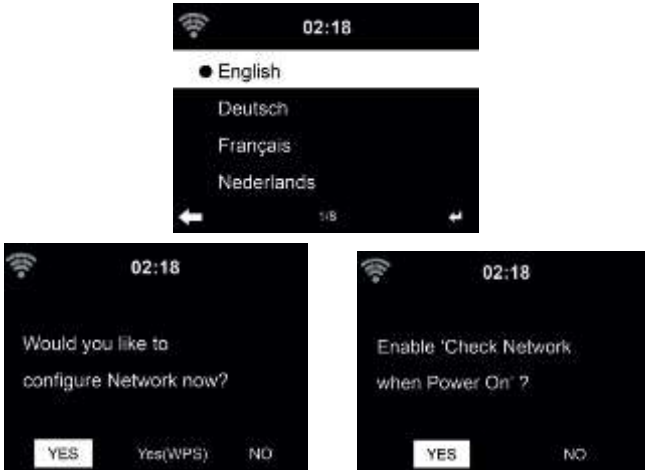 02:18
English
Deutsch
Français
Nederlands
1/8
02:18
Would you like to
configure Network now?
YES Yes(WPS) NO
02:18
Enable 'Check Network
when Power On' ?
YES NO